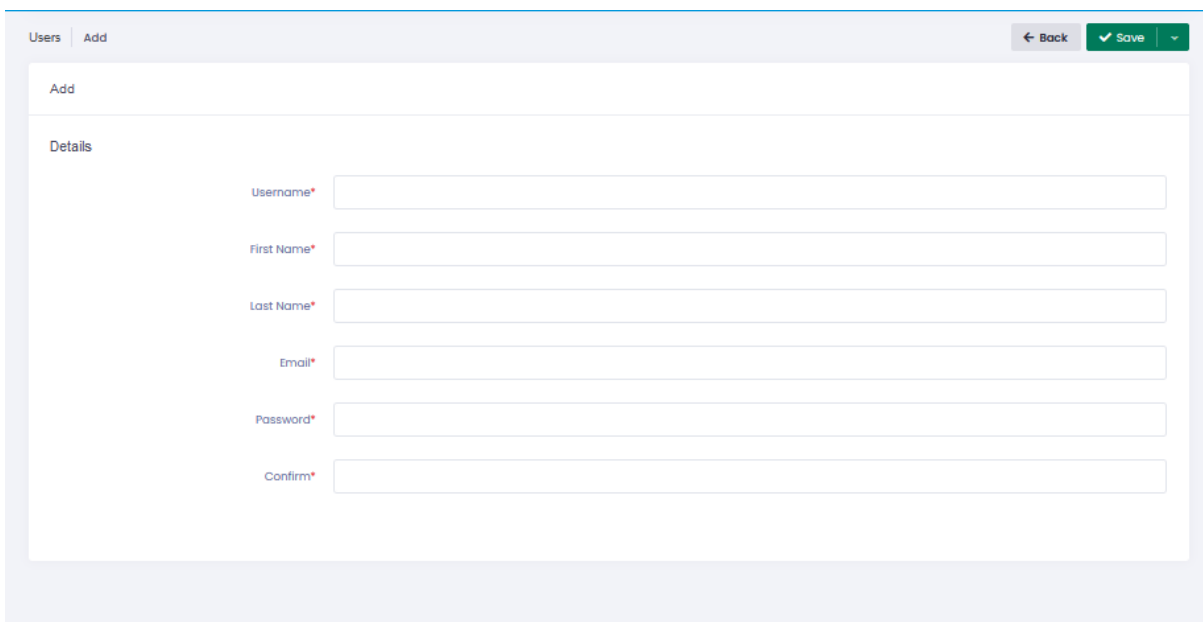 Users Add
Back Save
Add
Details
Username*
First Name*
Last Name*
Email*
Password*
Confirm*